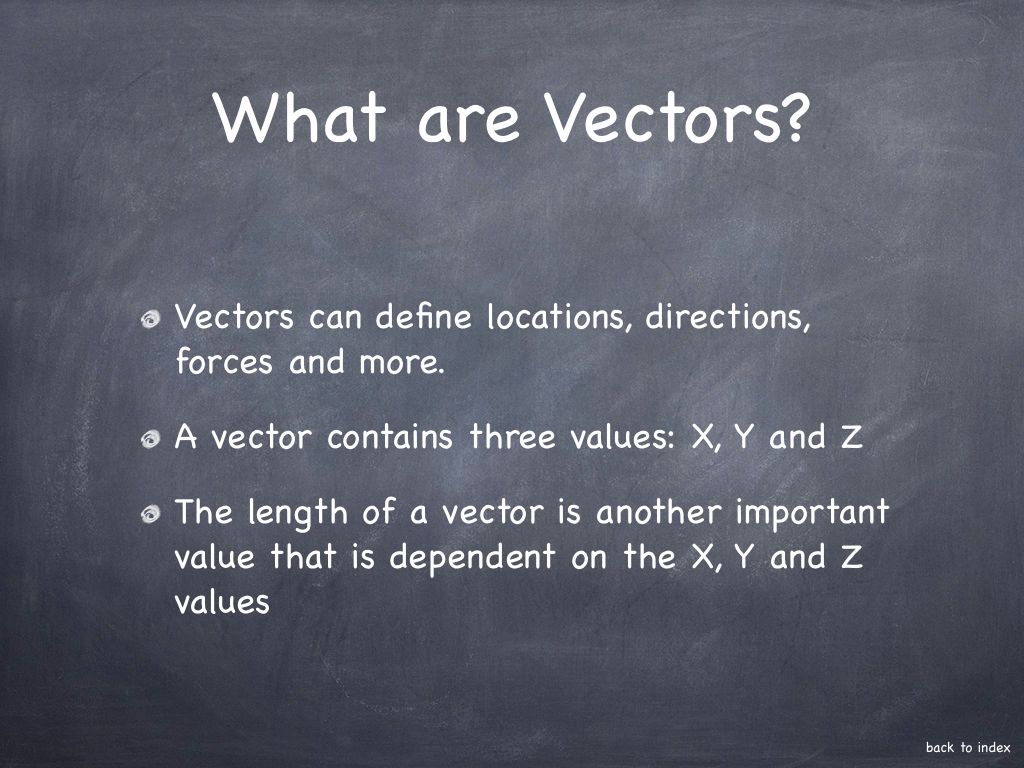 What are Vectors?
Vectors can define locations, directions,
forces and more.
A vector contains three values: X, Y and Z
The length of a vector is another important
value that is dependent on the X, Y and Z
values
back to index